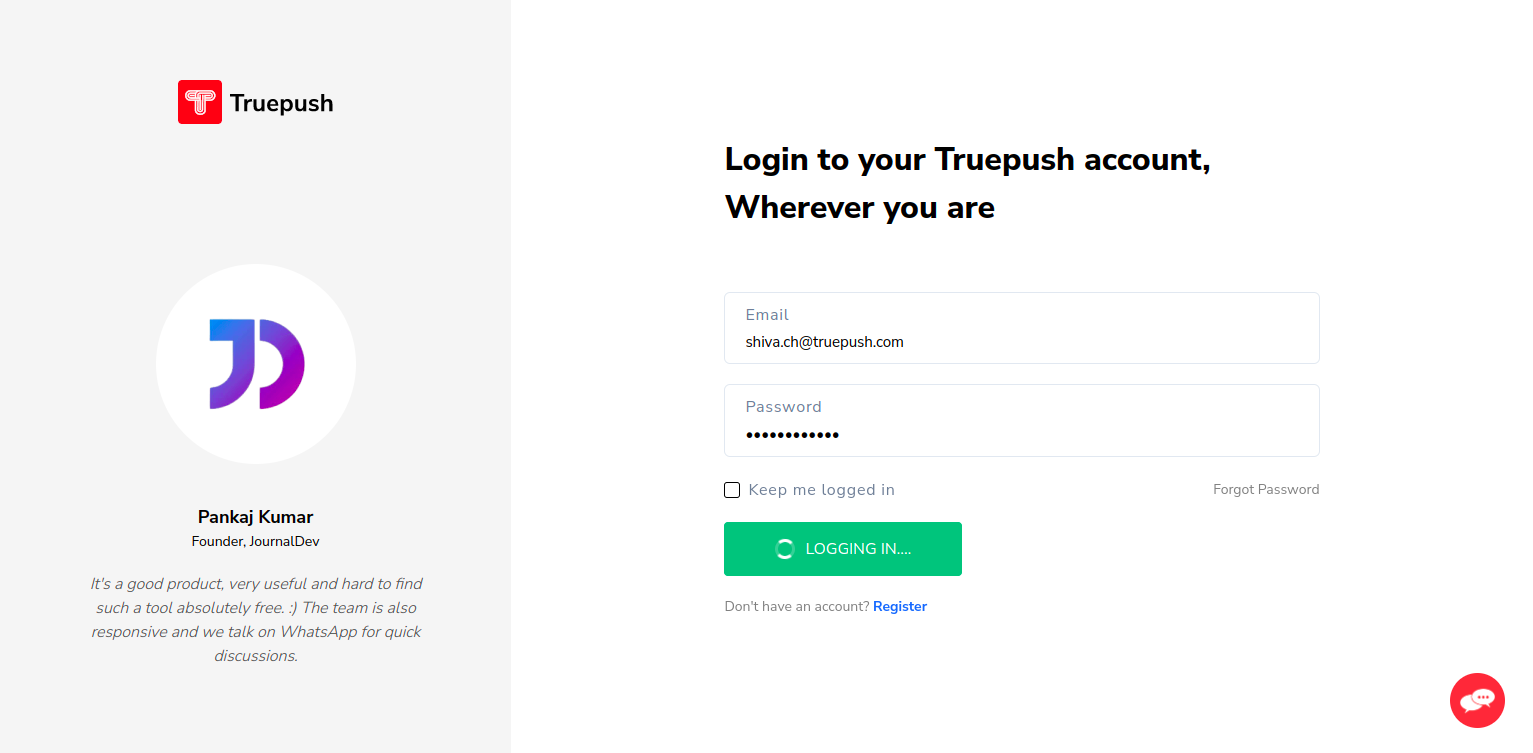 Truepush
Pankaj Kumar
Founder, JournalDev
It's a good product, very useful and hard to find
such a tool absolutely free. :) The team is also
responsive and we talk on WhatsApp for quick
discussions.
Login to your Truepush account,
Wherever you are
Email
shiva.ch@truepush.com
Password
••••••••••••
Keep me logged in
Forgot Password
LOGGING IN....
Don't have an account? Register